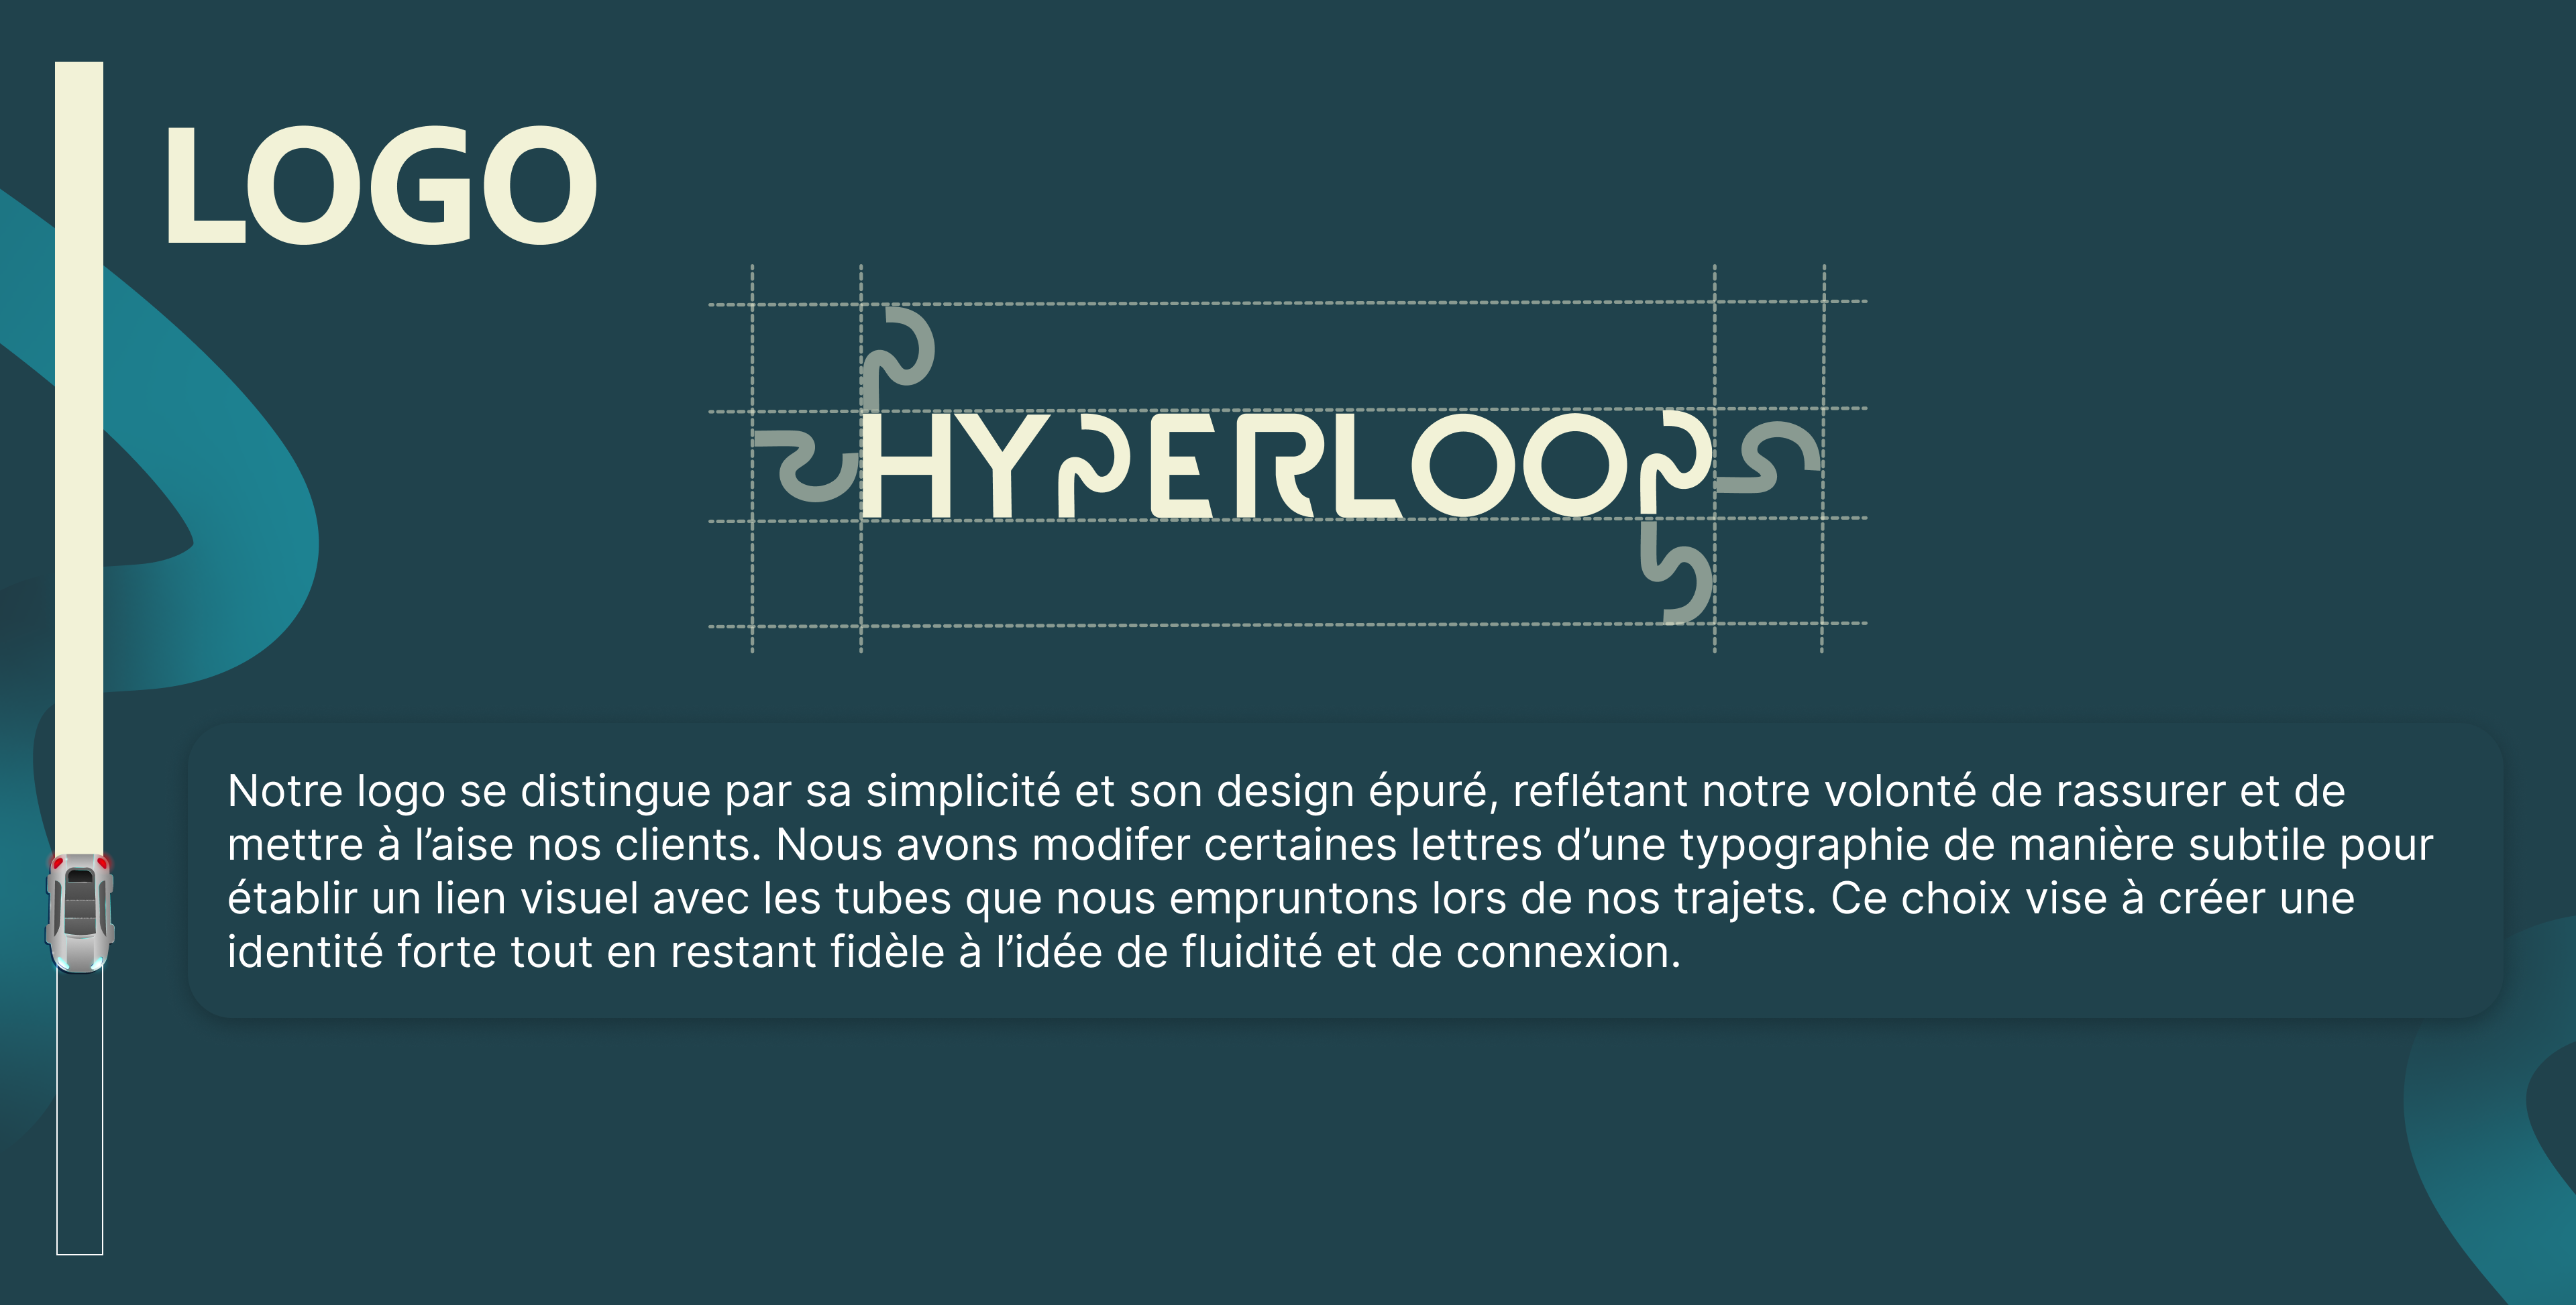 LOGO
HYPERLOOP
Notre logo se distingue par sa simplicité et son design épuré, reflétant notre volonté de rassurer et de
mettre à l’aise nos clients. Nous avons modifer certaines lettres d’une typographie de manière subtile pour
établir un lien visuel avec les tubes que nous empruntons lors de nos trajets. Ce choix vise à créer une
identité forte tout en restant fidèle à l’idée de fluidité et de connexion.